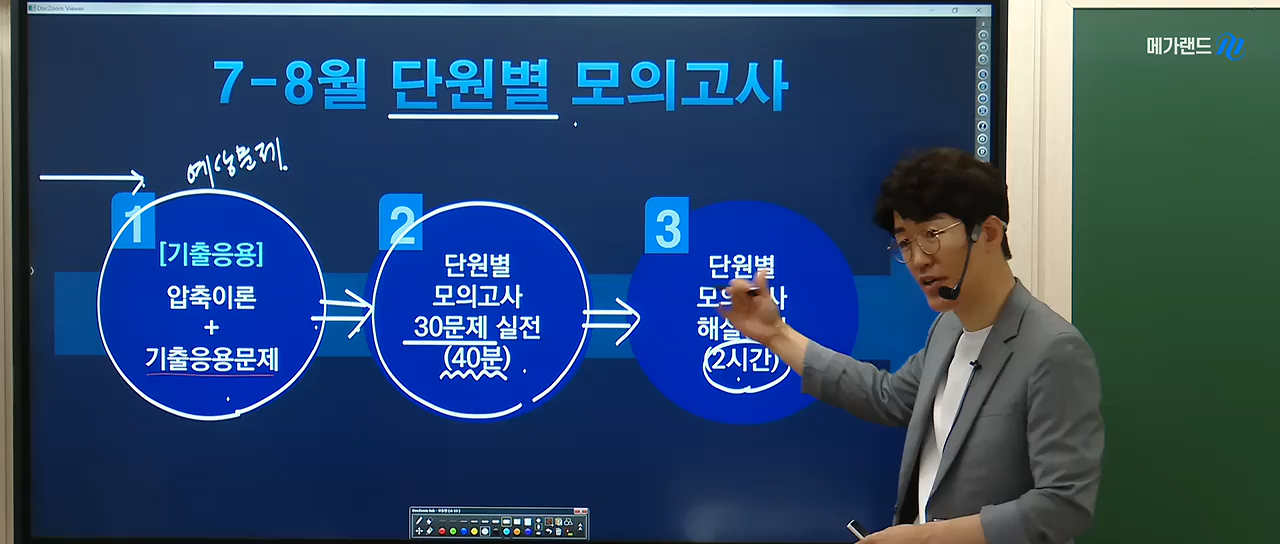 DocZoom Viewer
메가랜드
7-8월 단원별 모의고사
예상문제.
1
[기출응용]
압축이론
+
기출응용문제
2
단원별
모의고사
30문제 실전
(40분)
3
단원별
(2시간)